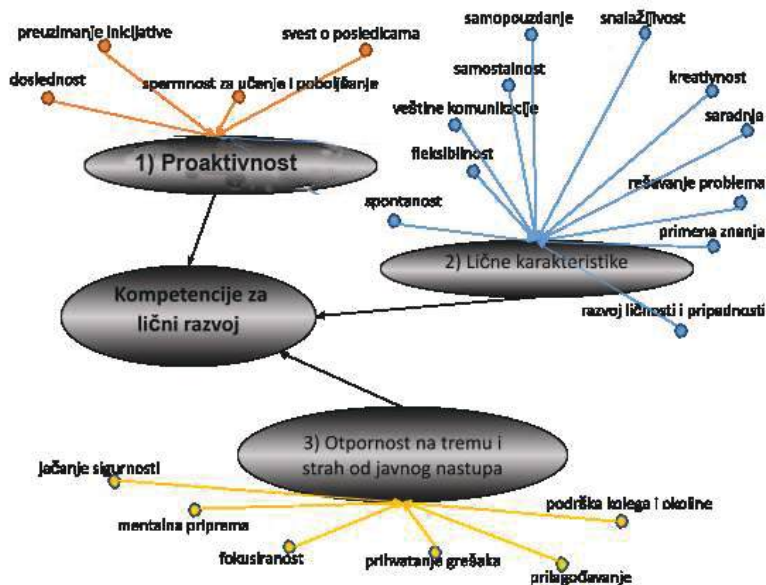 preuzimanje inicijative
svest o posledicama
doslednost
spermnost za učenje i poboljšanje
1) Proaktivnost
samopouzdanje
snalažljivost
samostalnost
kreativnost
veštine komunikacije
saradnja
fleksibilnost
rešavanje problema
spontanost
primena znanja
2) Lične karakteristike
razvoj ličnosti i pripadnosti
Kompetencije za
lični razvoj
3) Otpornost na tremu i
strah od javnog nastupa
jačanje sigurnosti
podrška kolega i okoline
mentalna priprema
fokusiranost
prihvatanje grešaka
prilagođavanje